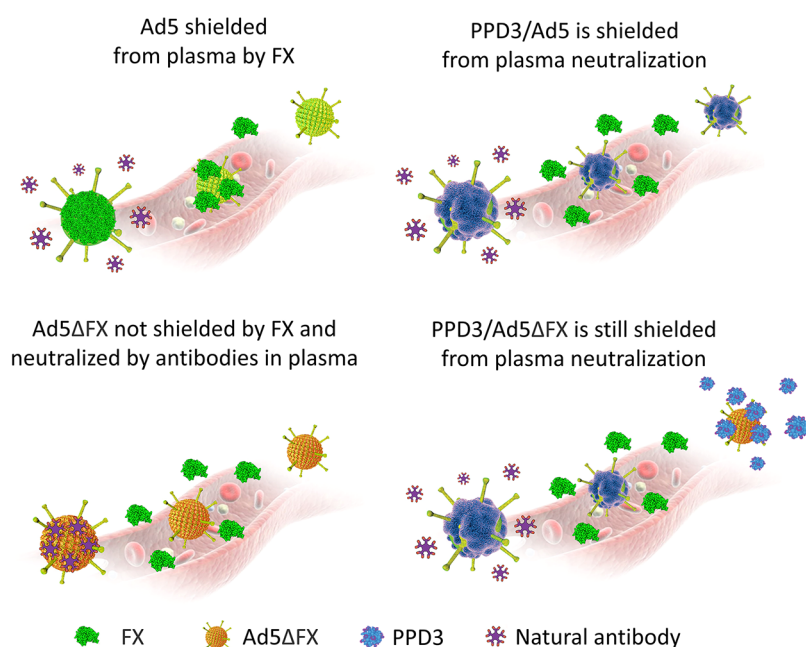 Ad5 shielded
from plasma by FX
PPD3/Ad5 is shielded
from plasma neutralization
Ad5ΔFX not shielded by FX and
neutralized by antibodies in plasma
PPD3/Ad5ΔFX is still shielded
from plasma neutralization
FX
Ad5ΔFX
PPD3
Natural antibody